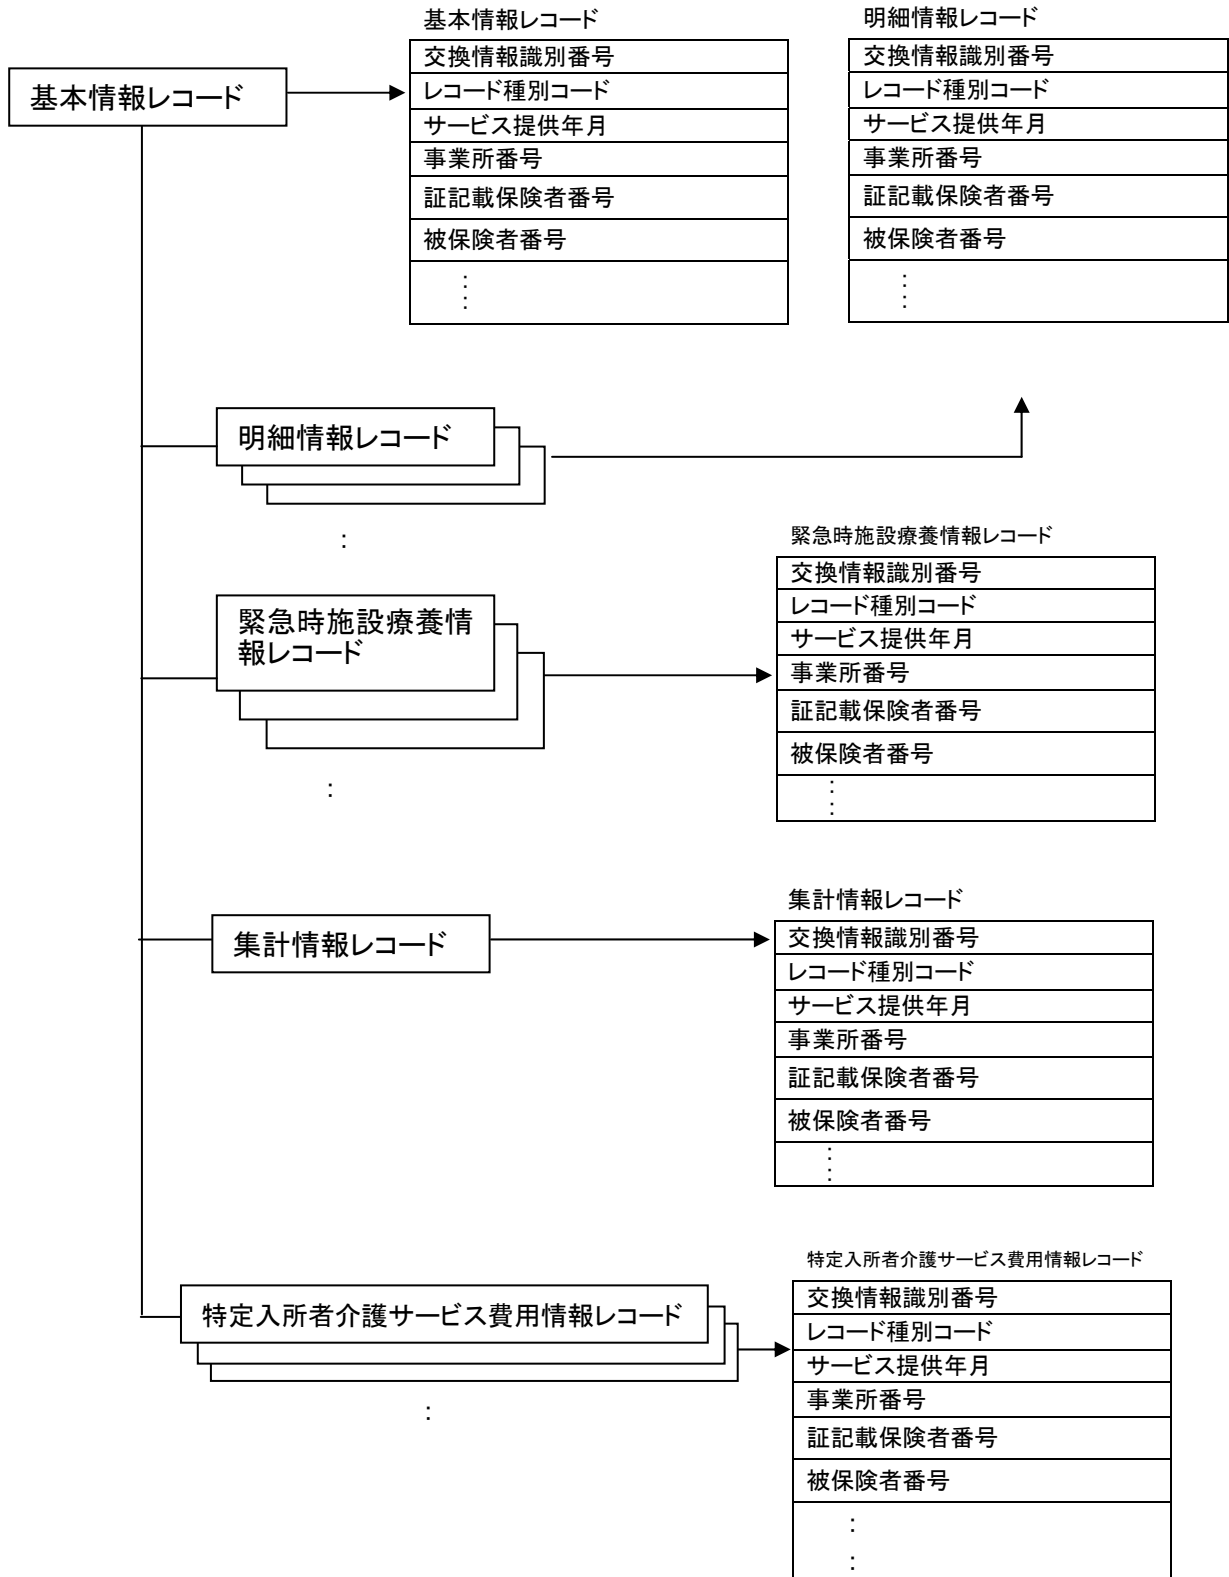 基本情報レコード
基本情報レコード
交換情報識別番号
レコード種別コード
サービス提供年月
事業所番号
証記載保険者番号
被保険者番号
:
:
明細情報レコード
交換情報識別番号
レコード種別コード
サービス提供年月
事業所番号
証記載保険者番号
被保険者番号
:
:
明細情報レコード
:
緊急時施設療養情
報レコード
:
緊急時施設療養情報レコード
交換情報識別番号
レコード種別コード
サービス提供年月
事業所番号
証記載保険者番号
被保険者番号
:
:
集計情報レコード
集計情報レコード
交換情報識別番号
レコード種別コード
サービス提供年月
事業所番号
証記載保険者番号
被保険者番号
:
:
特定入所者介護サービス費用情報レコード
:
特定入所者介護サービス費用情報レコード
交換情報識別番号
レコード種別コード
サービス提供年月
事業所番号
証記載保険者番号
被保険者番号
:
: